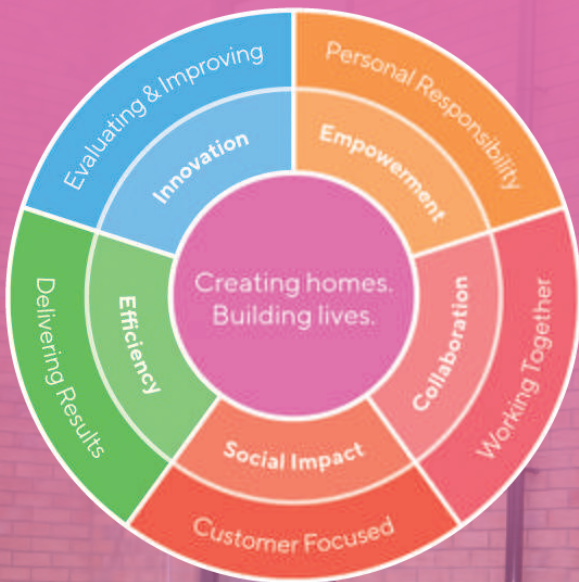 Creating homes.
Building lives.
Evaluating & Improving
Innovation
Personal Responsibility
Empowerment
Working Together
Collaboration
Customer Focused
Social Impact
Delivering Results
Efficiency